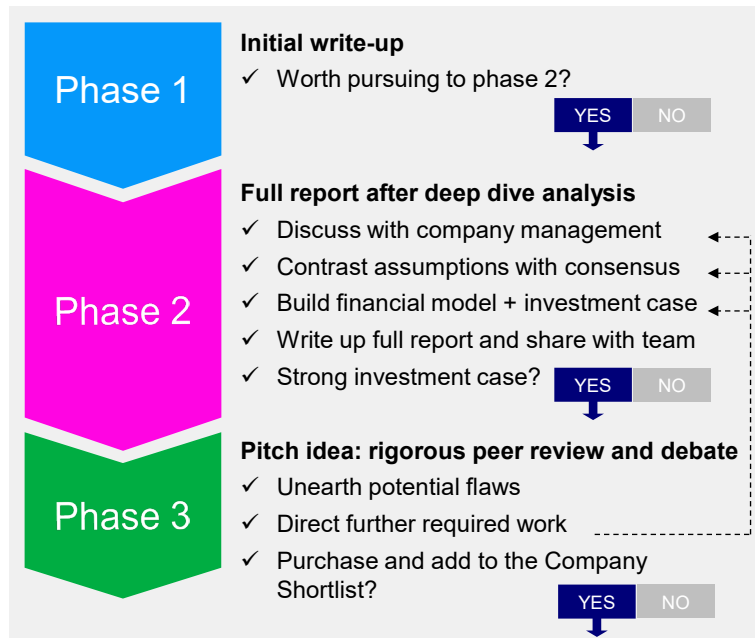 Phase 1
Initial write-up
✓ Worth pursuing to phase 2?
YES NO
Phase 2
Full report after deep dive analysis
✓ Discuss with company management
✓ Contrast assumptions with consensus
✓ Build financial model + investment case
✓ Write up full report and share with team
✓ Strong investment case?
YES NO
Phase 3
Pitch idea: rigorous peer review and debate
✓ Unearth potential flaws
✓ Direct further required work
✓ Purchase and add to the Company
Shortlist?
YES NO